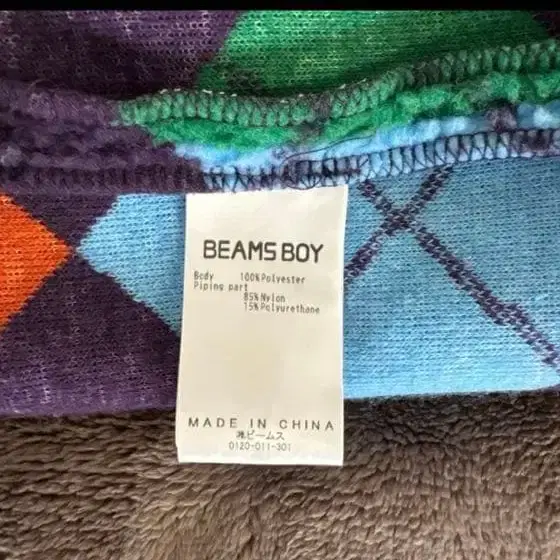 BEAMS BOY
Body 100%Polyester
Piping part
85%Nylon
15%Polyurethane
MADE IN CHINA
㈱ビームス
0120-011-301